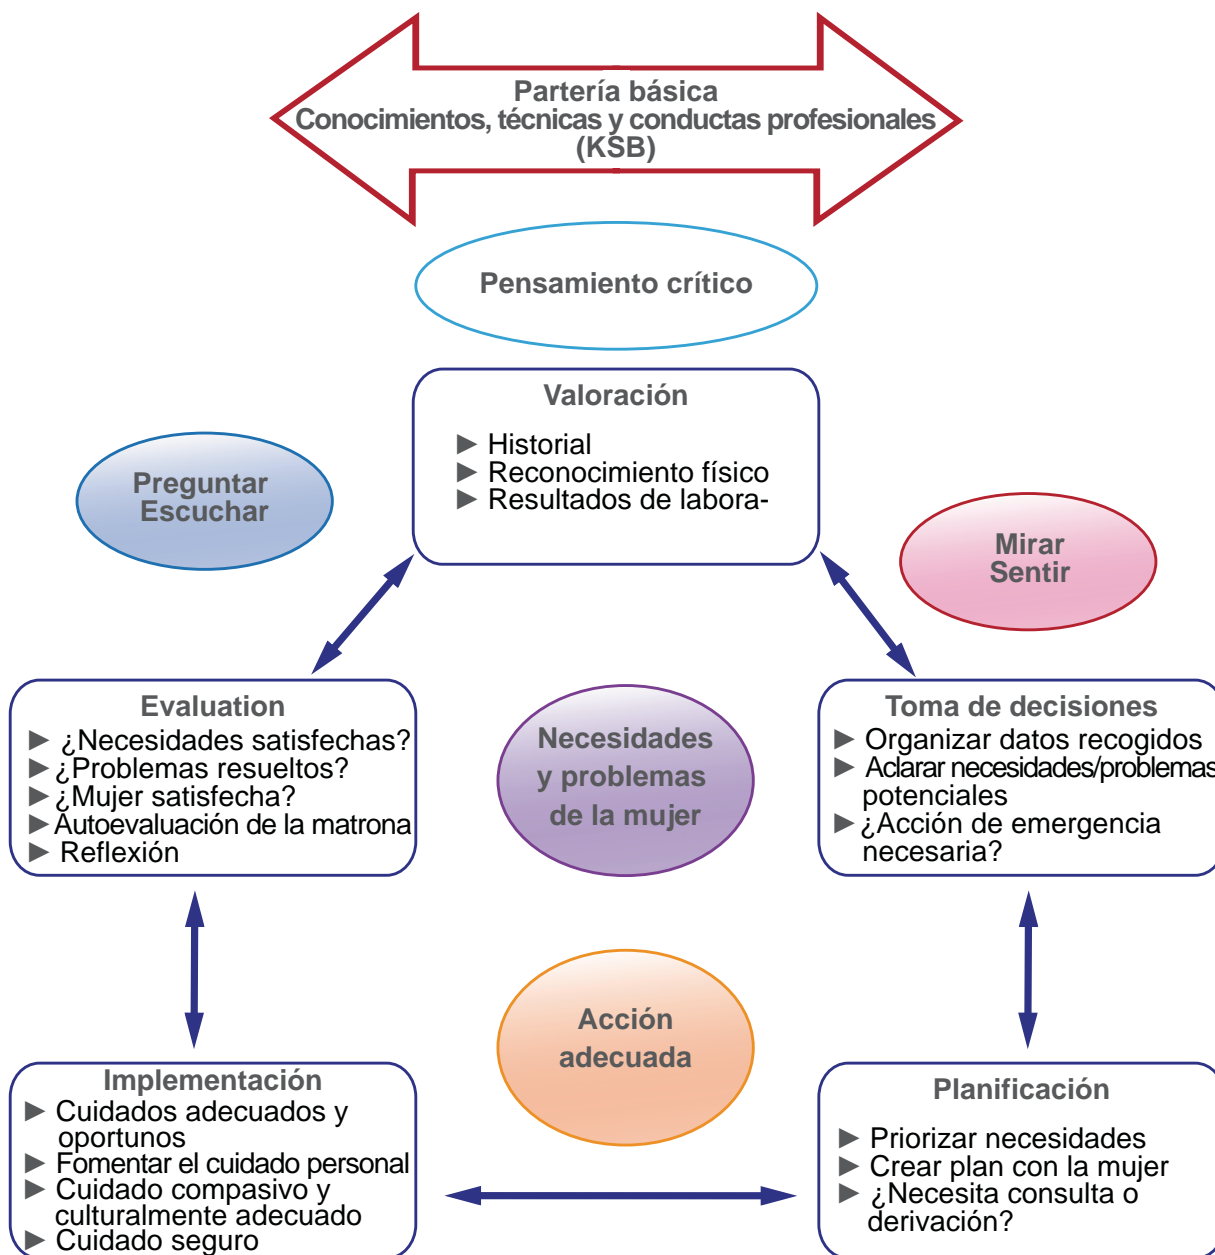 Partería básica
Conocimientos, técnicas y conductas profesionales
(KSB)
Pensamiento crítico
Valoración
► Historial
► Reconocimiento físico
► Resultados de labora-
Preguntar
Escuchar
Mirar
Sentir
Evaluation
► ¿Necesidades satisfechas?
► ¿Problemas resueltos?
► ¿Mujer satisfecha?
► Autoevaluación de la matrona
► Reflexión
Necesidades
y problemas
de la mujer
Toma de decisiones
► Organizar datos recogidos
► Aclarar necesidades/problemas
potenciales
► ¿Acción de emergencia
necesaria?
Acción
adecuada
Implementación
► Cuidados adecuados y
oportunos
► Fomentar el cuidado personal
► Cuidado compasivo y
culturalmente adecuado
► Cuidado seguro
Planificación
► Priorizar necesidades
► Crear plan con la mujer
► ¿Necesita consulta o
derivación?